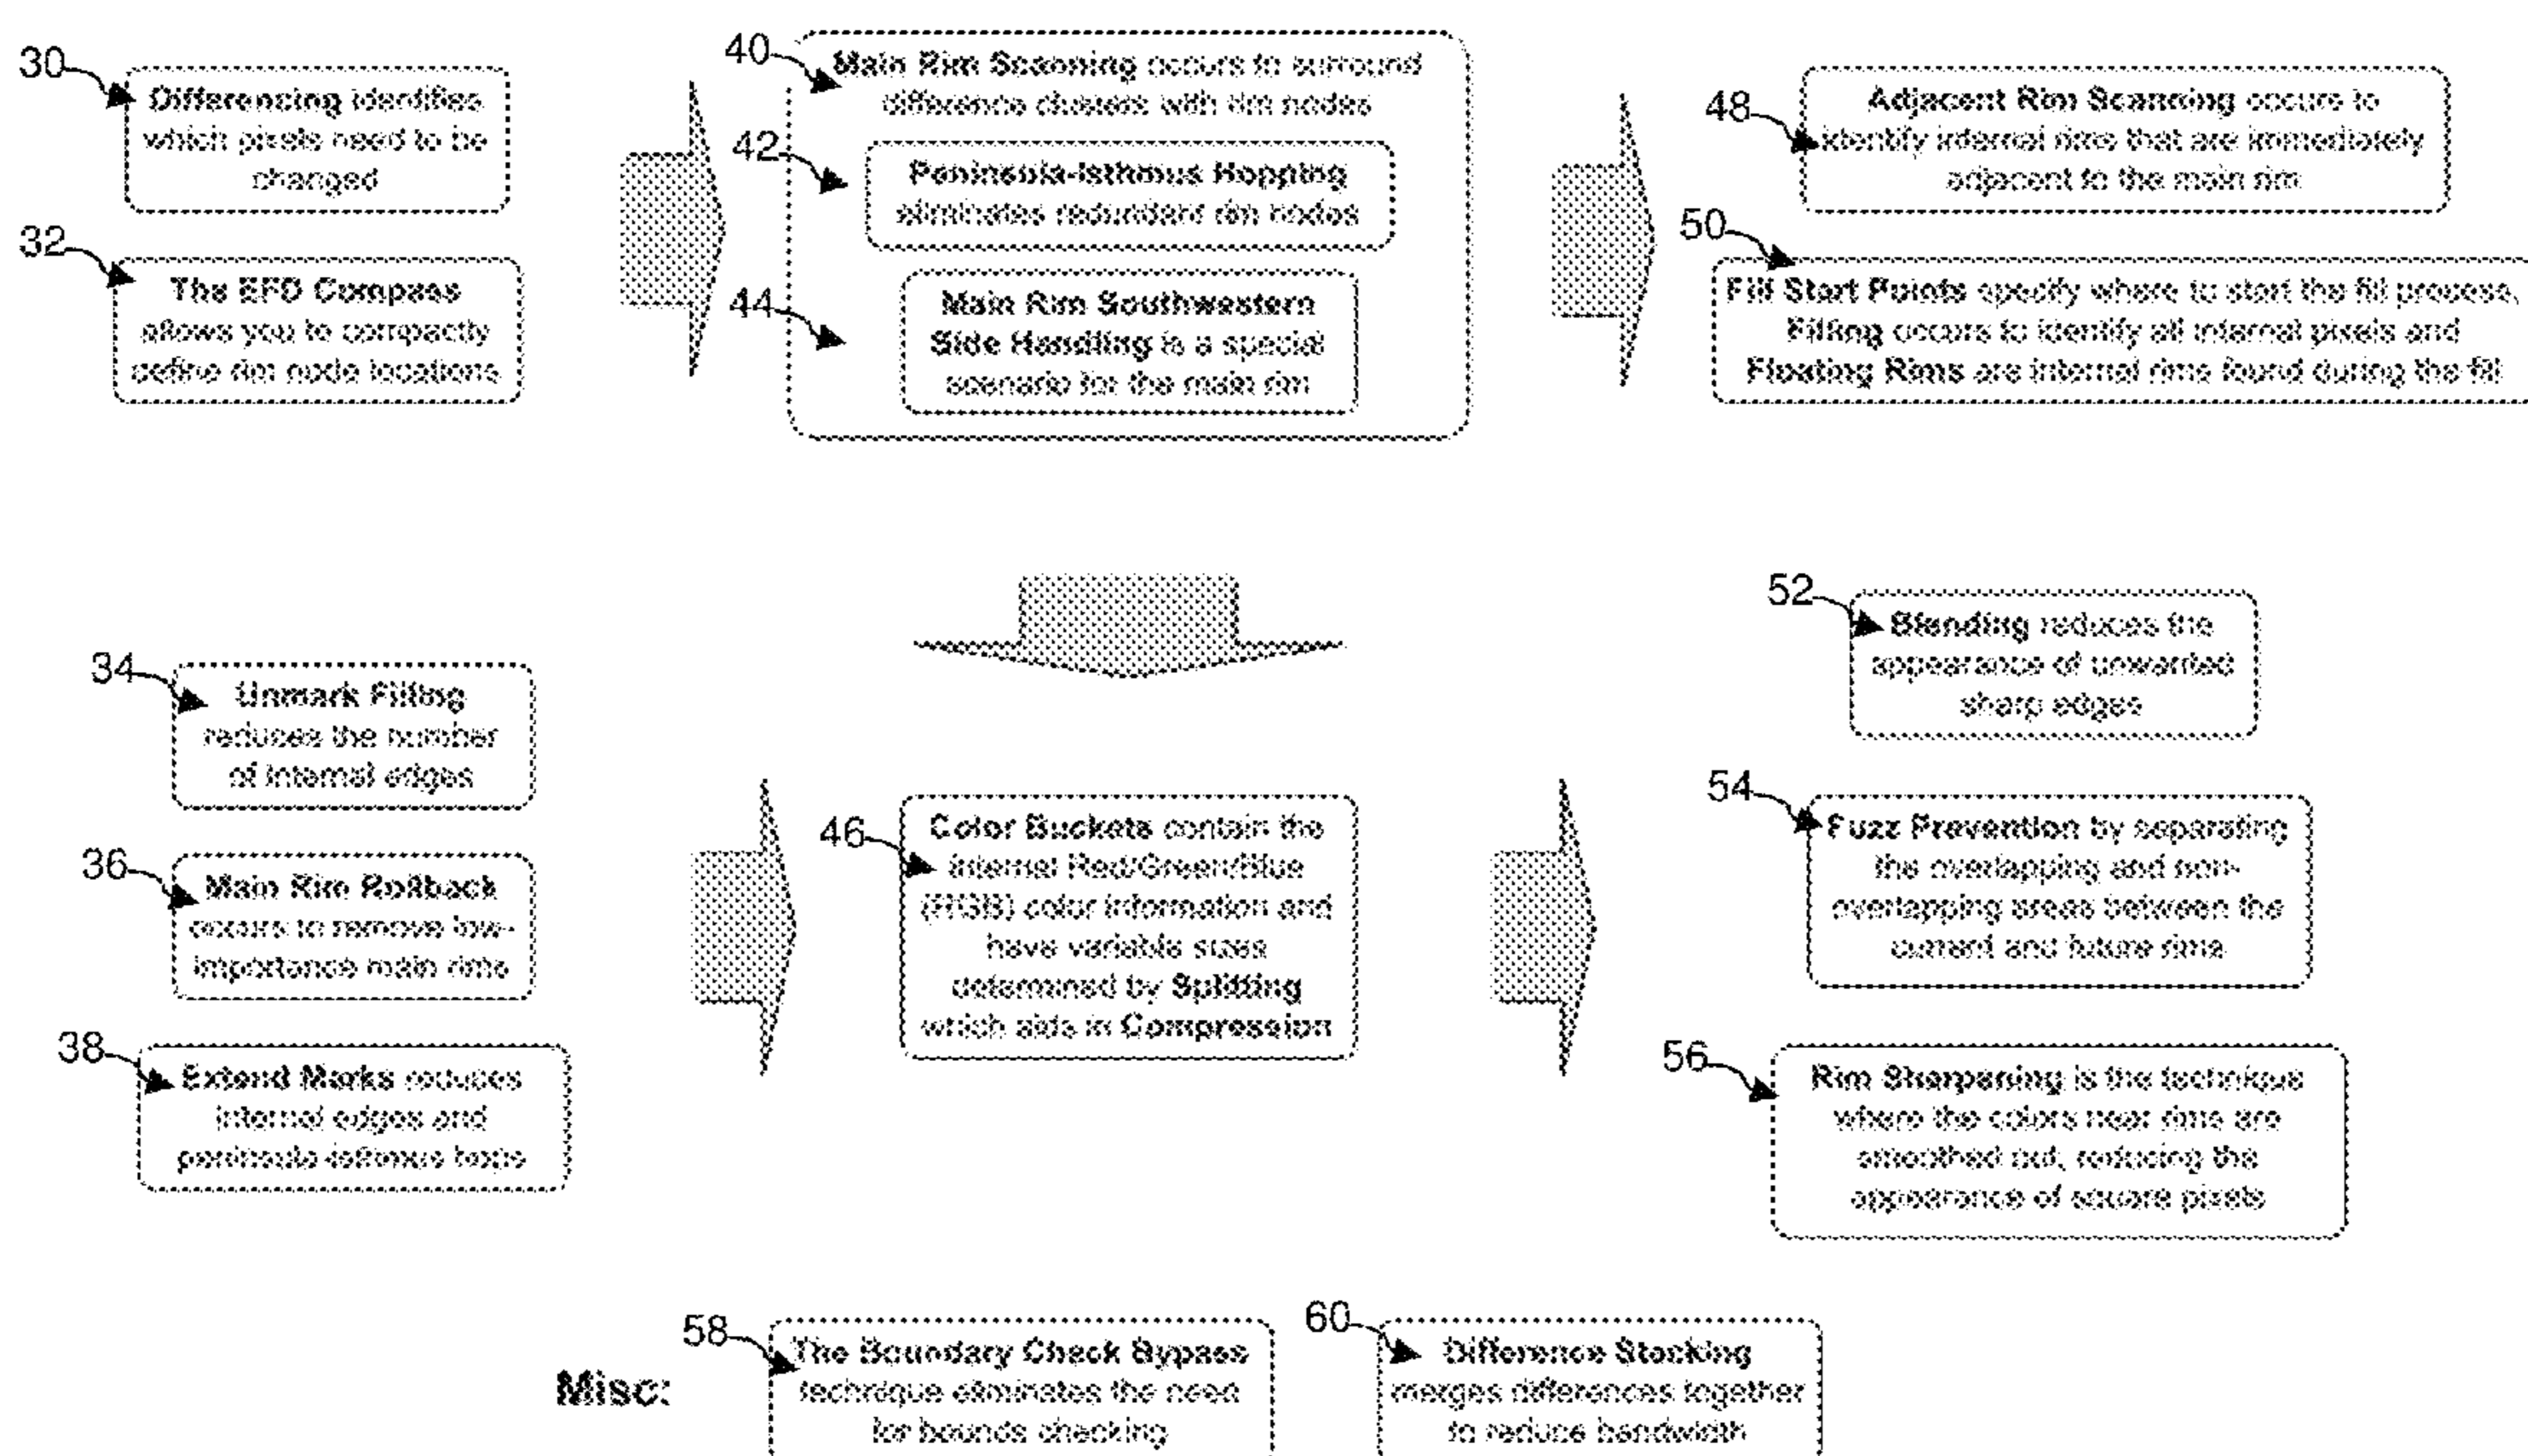 30
Differencing identifies
which pixels need to be
changed
32
The EFD Compass
allows you to compactly
define rim node locations
40
Main Rim Scanning occurs to surround
difference clusters with rim nodes
42
Peninsula-Isthmus Hopping
eliminates redundant rim nodes
44
Main Rim Southwestern
Side Handling is a special
scenario for the main rim
48
Adjacent Rim Scanning occurs to
identify internal rims that are immediately
adjacent to the main rim
50
Fill Start Points specify where to start the fill process,
Filling occurs to identify all internal pixels and
Floating Rims are internal rims found during the fill
34
Unmark Filling
reduces the number
of internal edges
36
Main Rim Rollback
occurs to remove low-
importance main rims
38
Extend Marks reduces
internal edges and
peninsula-isthmus hops
46
Color Buckets contain the
internal Red/Green/Blue
(RGB) color information and
have variable sizes
determined by Splitting
which aids in Compression
52
Blending reduces the
appearance of unwanted
sharp edges
54
Fuzz Prevention by separating
the overlapping and non-
overlapping areas between the
current and future rims
56
Rim Sharpening is the technique
where the colors near rims are
smoothed out, reducing the
appearance of square pixels
Misc:
58
The Boundary Check Bypass
technique eliminates the need
for bounds checking
60
Difference Stacking
merges differences together
to reduce bandwidth